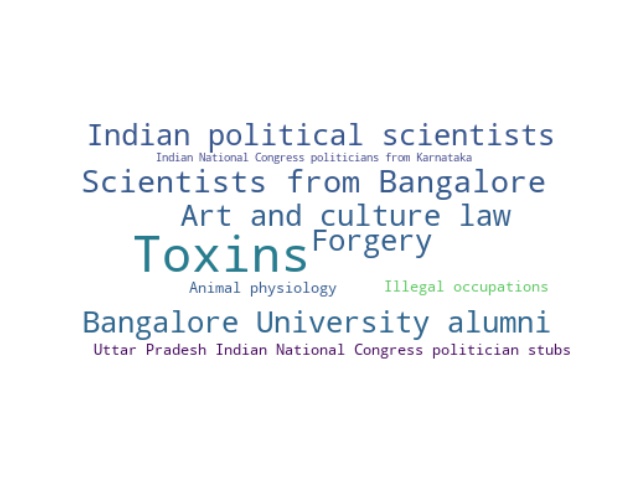 Indian political scientists
Indian National Congress politicians from Karnataka
Scientists from Bangalore
Art and culture law
Toxins Forgery
Animal physiology Illegal occupations
Bangalore University alumni
Uttar Pradesh Indian National Congress politician stubs